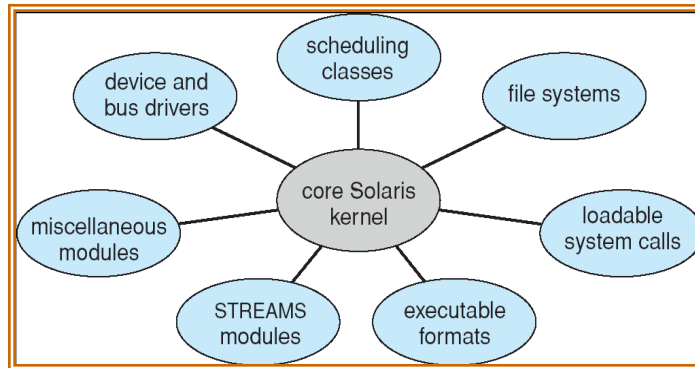 scheduling
classes
device and
bus drivers
file systems
core Solaris
kernel
miscellaneous
modules
loadable
system calls
STREAMS
modules
executable
formats